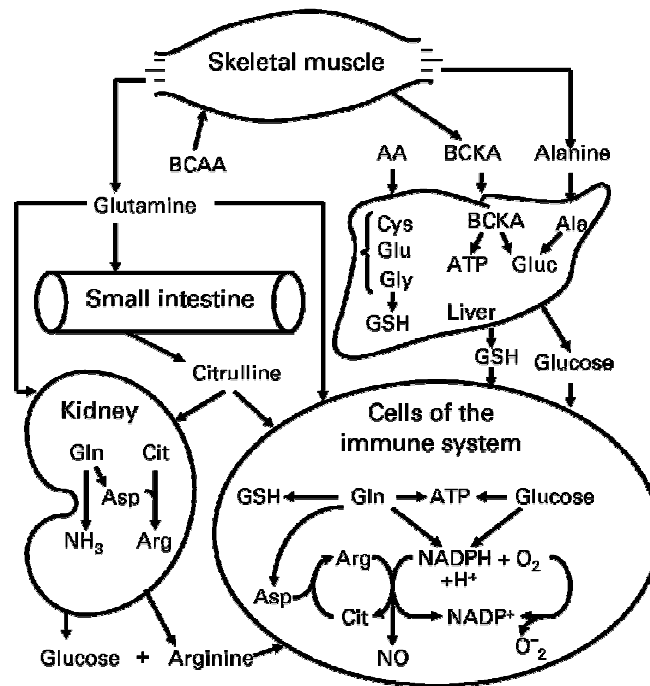 Skeletal muscle
BCAA
AA
BCKA
Alanine
Glutamine
Cys
Glu
Gly
GSH
BCKA
Ala
ATP
Gluc
Liver
Small intestine
GSH
Glucose
Citrulline
Kidney
Gln
Cit
Asp
NH₃
Arg
Cells of the
immune system
GSH
Gln
ATP
Glucose
Arg
NADPH + O₂
+H⁺
Asp
Cit
NADP⁺
O⁻₂
NO
Glucose + Arginine